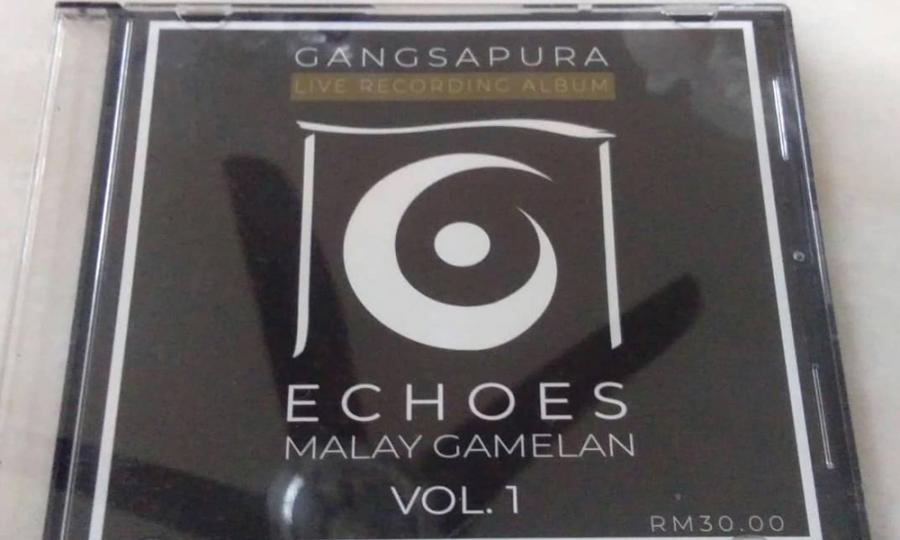 GANGSAPURA
LIVE RECORDING ALBUM
ECHOES
MALAY GAMELAN
VOL. 1
RM30.00